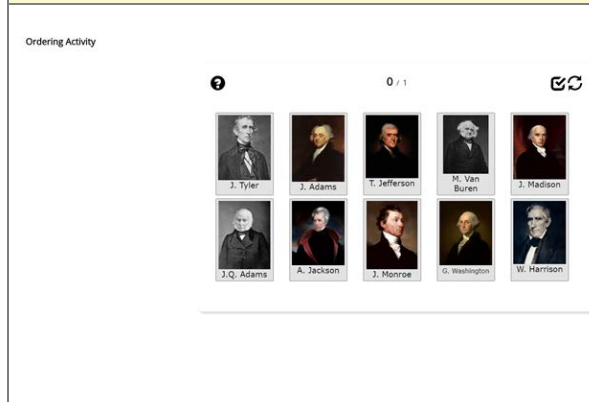 Ordering Activity
0 / 1
J. Tyler
J. Adams
T. Jefferson
M. Van
Buren
J. Madison
J.Q. Adams
A. Jackson
J. Monroe
G. Washington
W. Harrison